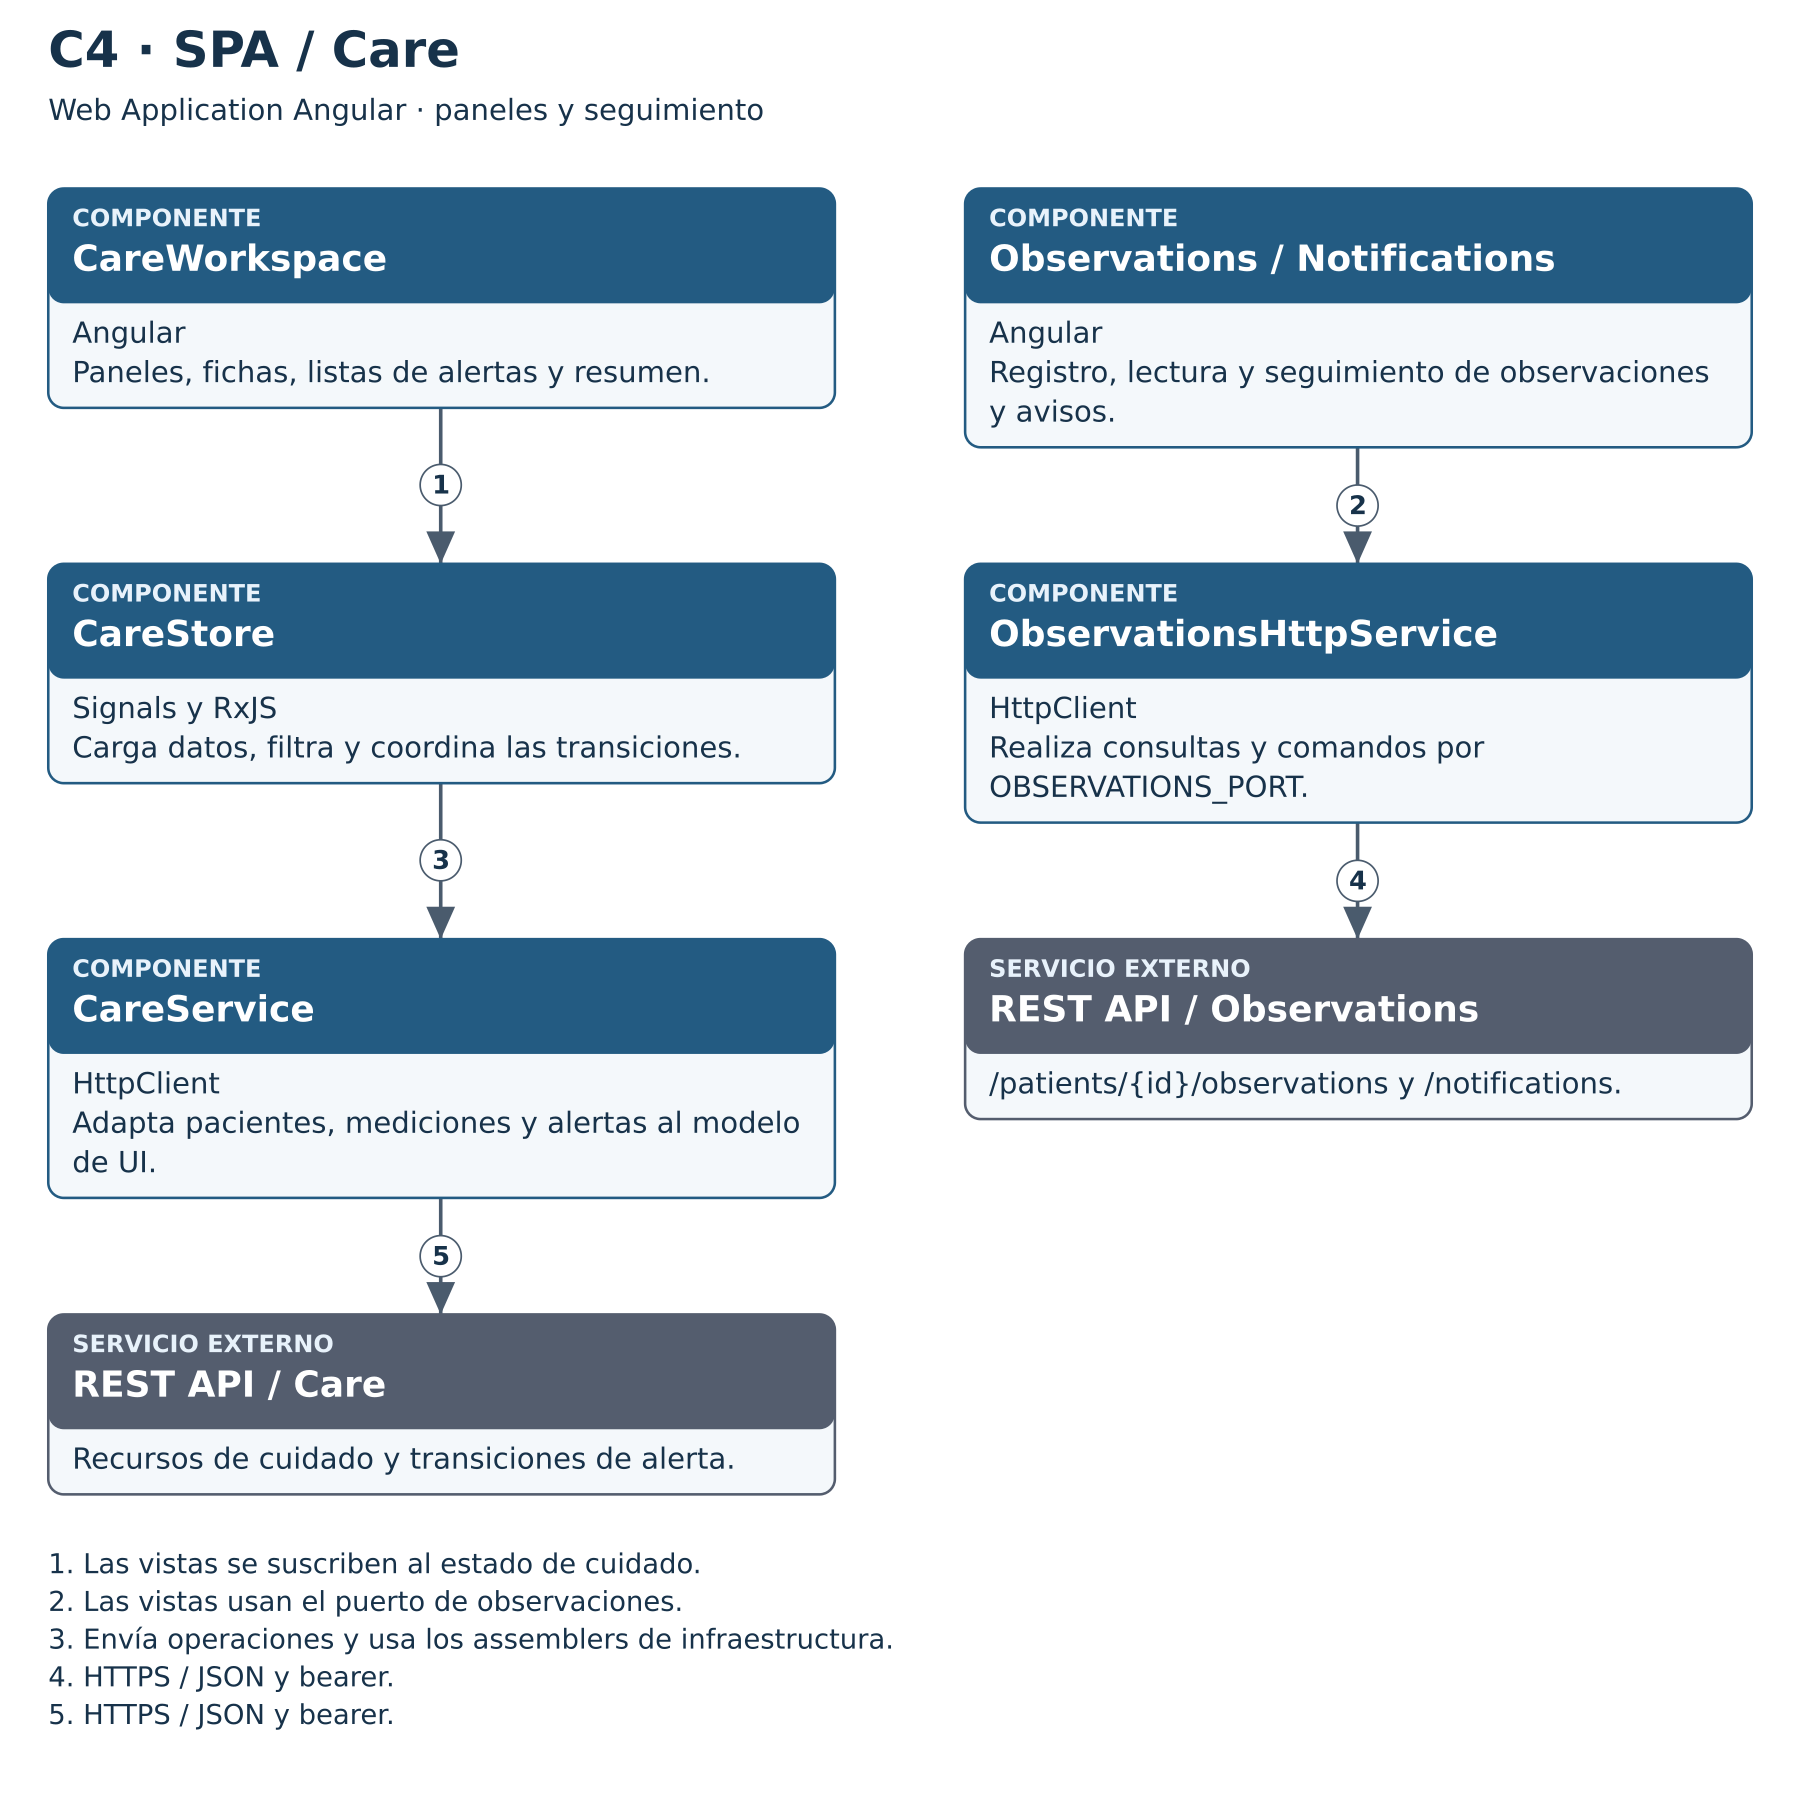 C4 · SPA / Care
Web Application Angular · paneles y seguimiento
COMPONENTE
CareWorkspace
Angular
Paneles, fichas, listas de alertas y resumen.
1
COMPONENTE
CareStore
Signals y RxJS
Carga datos, filtra y coordina las transiciones.
3
COMPONENTE
CareService
HttpClient
Adapta pacientes, mediciones y alertas al modelo
de UI.
5
SERVICIO EXTERNO
REST API / Care
Recursos de cuidado y transiciones de alerta.
COMPONENTE
Observations / Notifications
Angular
Registro, lectura y seguimiento de observaciones
y avisos.
2
COMPONENTE
ObservationsHttpService
HttpClient
Realiza consultas y comandos por
OBSERVATIONS_PORT.
4
SERVICIO EXTERNO
REST API / Observations
/patients/{id}/observations y /notifications.
1. Las vistas se suscriben al estado de cuidado.
2. Las vistas usan el puerto de observaciones.
3. Envía operaciones y usa los assemblers de infraestructura.
4. HTTPS / JSON y bearer.
5. HTTPS / JSON y bearer.